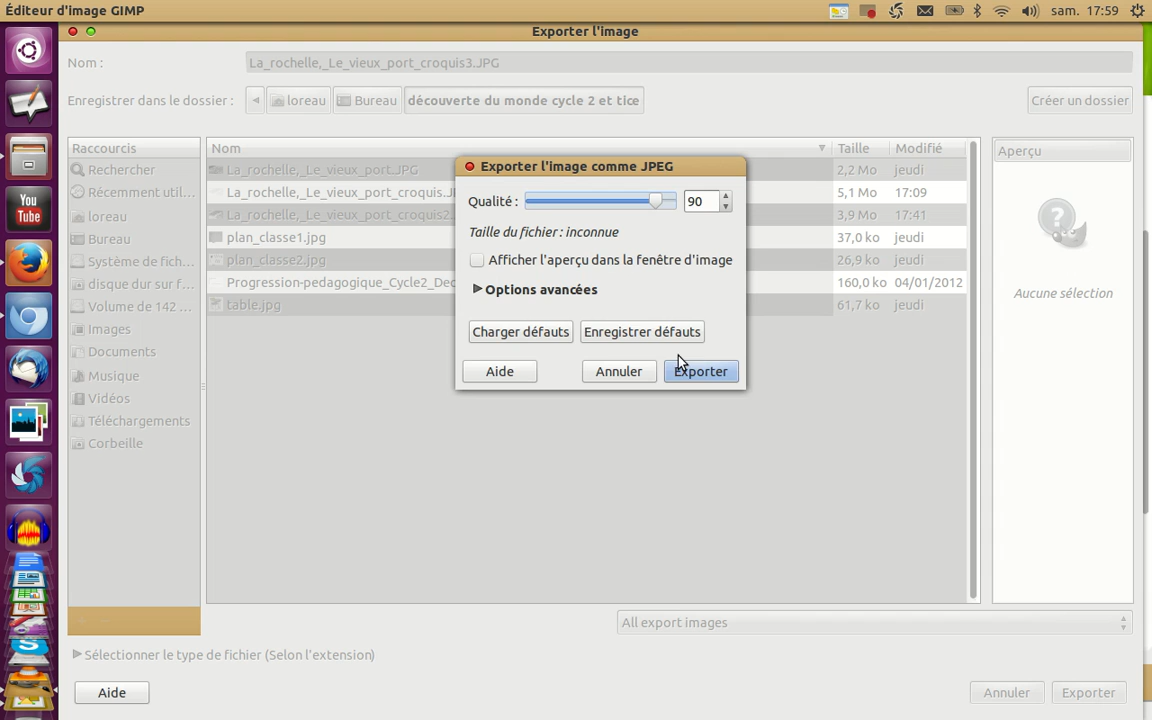 Éditeur d'image GIMP
sam. 17:59
Exporter l'image
Nom :
La_rochelle,_Le_vieux_port_croquis3.JPG
Enregistrer dans le dossier :
loreau
Bureau
découverte du monde cycle 2 et tice
Créer un dossier
Raccourcis
Nom
Taille
Modifié
Aperçu
Rechercher
La_rochelle,_Le_vieux_port.JPG
2,2 Mo
jeudi
Récemment util...
La_rochelle,_Le_vieux_port_croquis.
5,1 Mo
17:09
loreau
La_rochelle,_Le_vieux_port_croquis2
3,9 Mo
17:41
Bureau
plan_classe1.jpg
37,0 ko
jeudi
Système de fich...
plan_classe2.jpg
26,9 ko
jeudi
disque dur sur f...
Progression-pedagogique_Cycle2_Dec
160,0 ko
04/01/2012
Volume de 142 ...
table.jpg
61,7 ko
jeudi
Images
Documents
Musique
Vidéos
Téléchargements
Corbeille
Aucune sélection
Exporter l'image comme JPEG
Qualité :
90
Taille du fichier : inconnue
Afficher l'aperçu dans la fenêtre d'image
Options avancées
Charger défauts
Enregistrer défauts
Aide
Annuler
Exporter
You
Tube
All export images
Sélectionner le type de fichier (Selon l'extension)
Aide
Annuler
Exporter